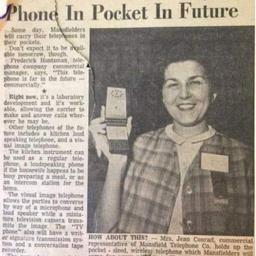 Phone In Pocket In Future
Some day, Mansfielders
will carry their telephones in
their pockets.
Don't expect it to be available
tomorrow, though.
Frederick Huntsman, telephone
company commercial
manager, says, "This telephone
is far in the future —
commercially."
Right now, it's a laboratory
development and it's workable,
allowing the carrier to
make and answer calls wherever
he may be.
Other telephones of the future
includes a kitchen loud
speaking telephone, and a visual
image telephone.
The kitchen instrument can
be used as a regular telephone,
a loudspeaking phone
if the housewife happens to be
busy preparing a meal, or as
an intercom station for the
home.
The visual image telephone
allows the parties to converse
by way of a microphone and
loud speaker while a miniature
television camera transmits
the image. The "TV
phone" also will have a writer
signature transmission system
and a conversation tape
recorder.
HOW ABOUT THIS? — Mrs. Jean Conrad, commercial
representative of Mansfield Telephone Co. holds up the
pocket - sized, wireless telephone which Mansfielders will